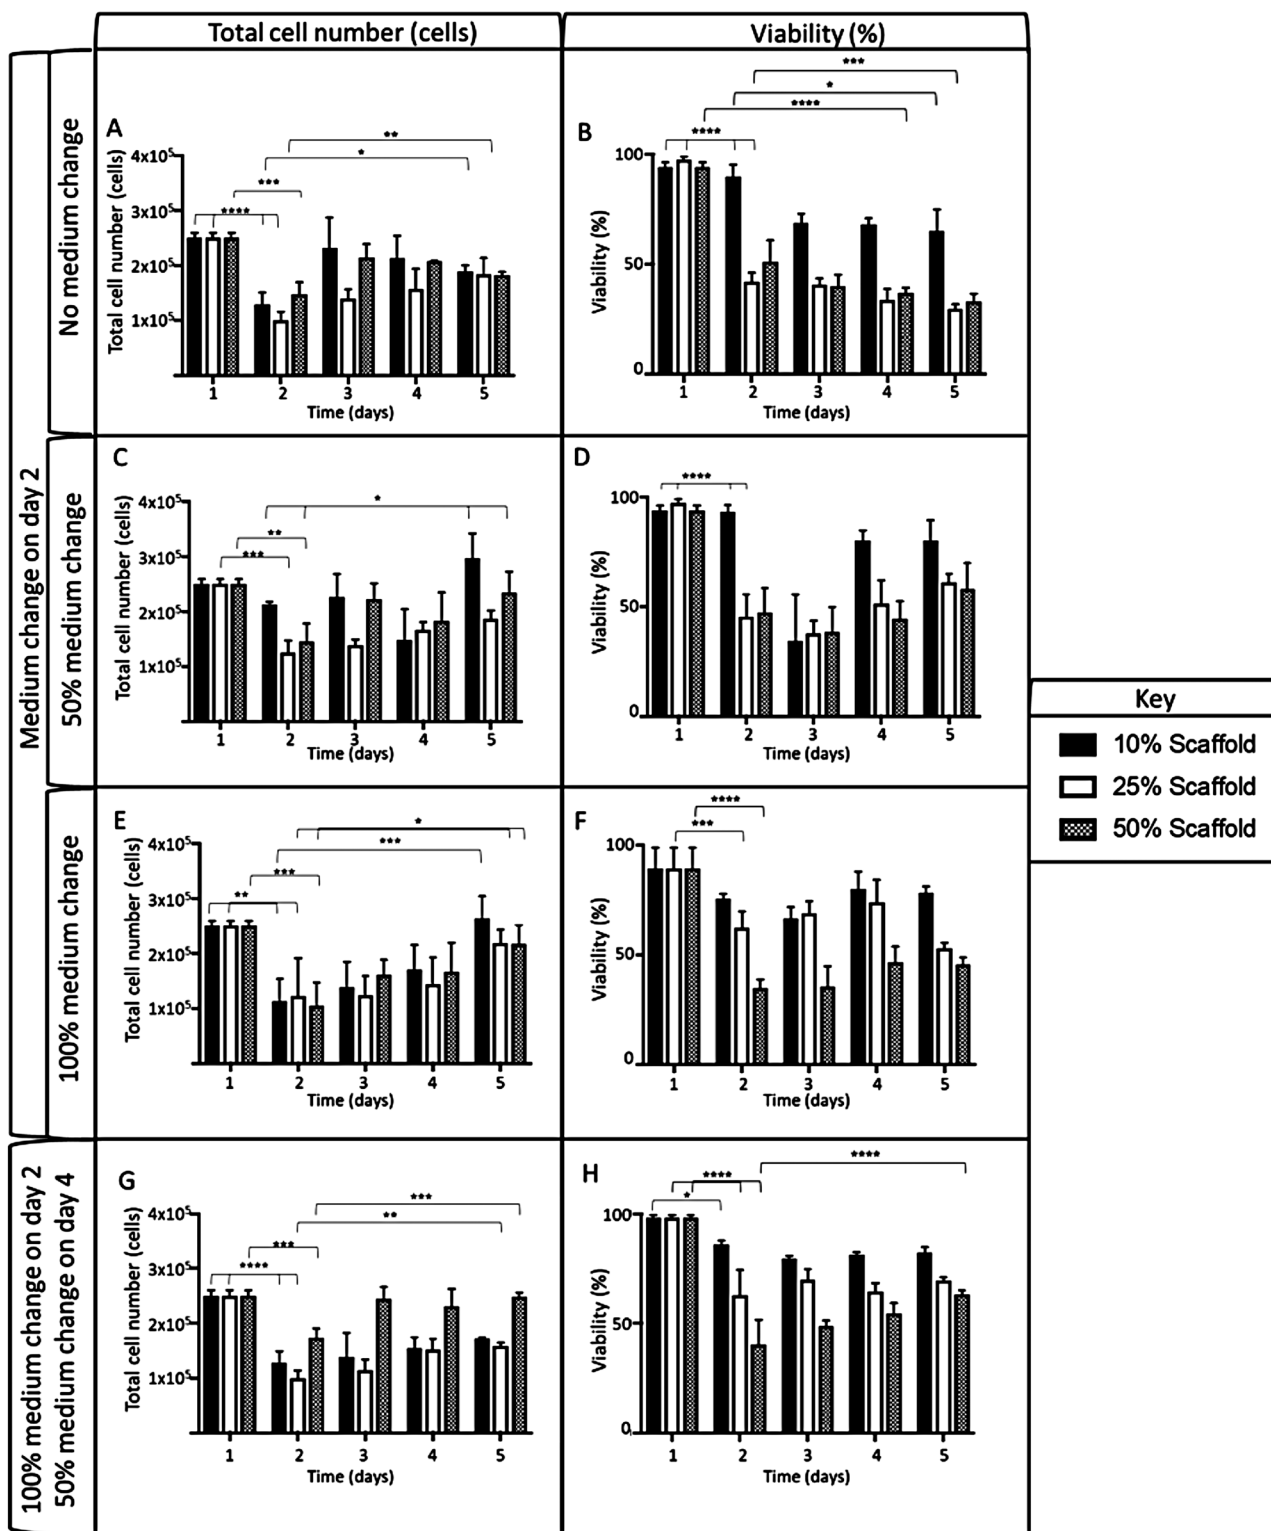 Total cell number (cells)
Viability (%)
Medium change on day 2
No medium change
A
Total cell number (cells)
4x10⁵
3x10⁵
2x10⁵
1x10⁵
**
*
***
****
1 2 3 4 5
Time (days)
B
Viability (%)
100
50
0
***
*
****
****
1 2 3 4 5
Time (days)
50% medium change
C
Total cell number (cells)
4x10⁵
3x10⁵
2x10⁵
1x10⁵
*
**
***
1 2 3 4 5
Time (days)
D
Viability (%)
100
50
0
****
1 2 3 4 5
Time (days)
Key
10% Scaffold
25% Scaffold
50% Scaffold
100% medium change
E
Total cell number (cells)
4x10⁵
3x10⁵
2x10⁵
1x10⁵
*
***
***
**
1 2 3 4 5
Time (days)
F
Viability (%)
100
50
0
****
***
1 2 3 4 5
Time (days)
100% medium change on day 2
50% medium change on day 4
G
Total cell number (cells)
4x10⁵
3x10⁵
2x10⁵
1x10⁵
***
**
***
****
1 2 3 4 5
Time (days)
H
Viability (%)
100
50
0
****
****
*
1 2 3 4 5
Time (days)